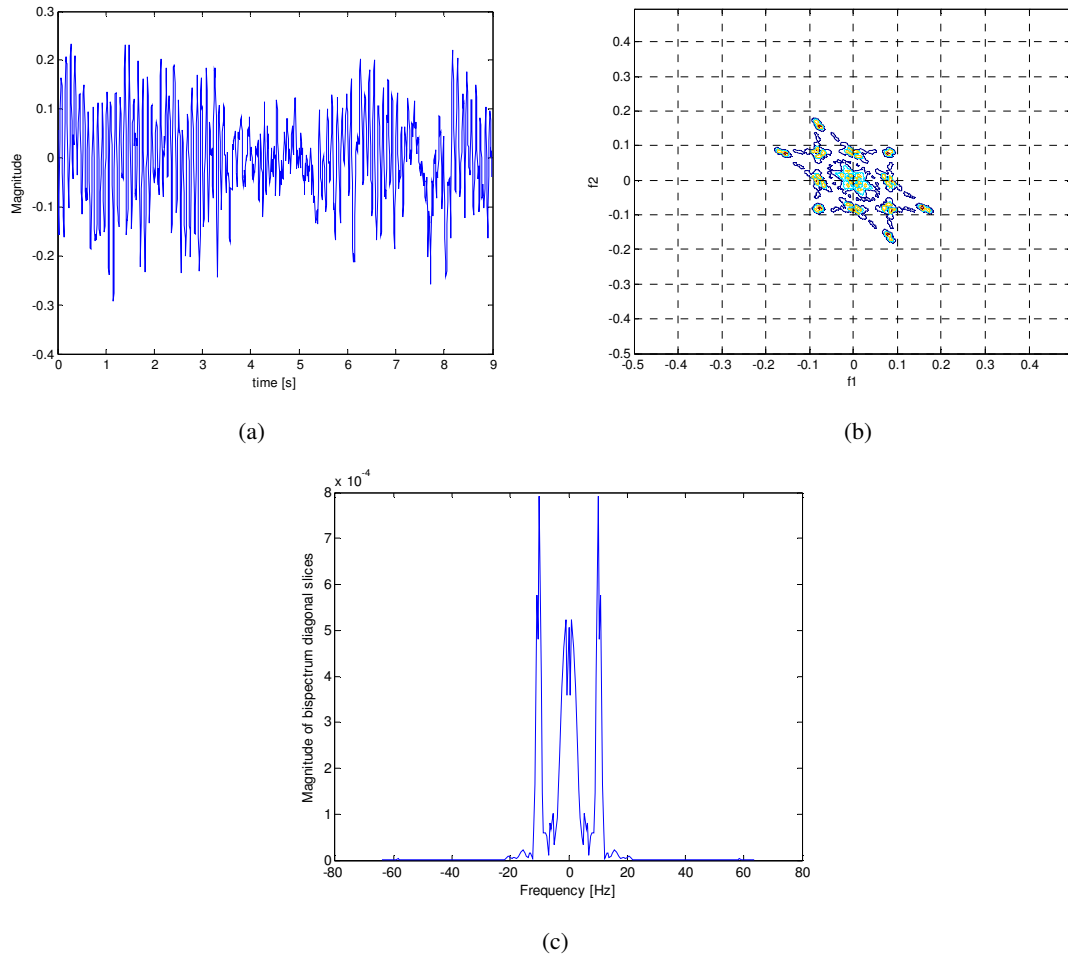 0.3
0.2
0.1
0
-0.1
-0.2
-0.3
-0.4
Magnitude
0 1 2 3 4 5 6 7 8 9
time [s]
(a)
0.4
0.3
0.2
0.1
0
-0.1
-0.2
-0.3
-0.4
-0.5
f2
-0.5 -0.4 -0.3 -0.2 -0.1 0 0.1 0.2 0.3 0.4
f1
(b)
x 10^-4
8
7
6
5
4
3
2
1
0
Magnitude of bispectrum diagonal slices
-80 -60 -40 -20 0 20 40 60 80
Frequency [Hz]
(c)